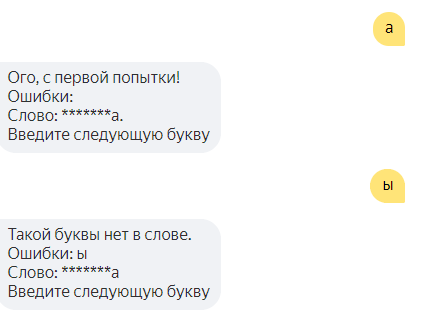 а
Ого, с первой попытки!
Ошибки:
Слово: *******а.
Введите следующую букву
ы
Такой буквы нет в слове.
Ошибки: ы
Слово: *******а
Введите следующую букву